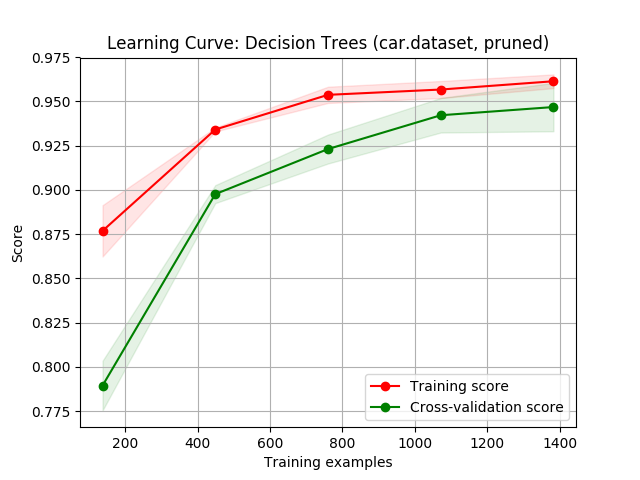 Learning Curve: Decision Trees (car.dataset, pruned)
0.975
0.950
0.925
0.900
0.875
0.850
0.825
0.800
0.775
Score
Training score
Cross-validation score
200 400 600 800 1000 1200 1400
Training examples